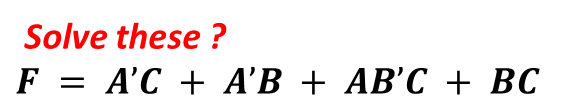 Solve these ?
F = A’C + A’B + AB’C + BC